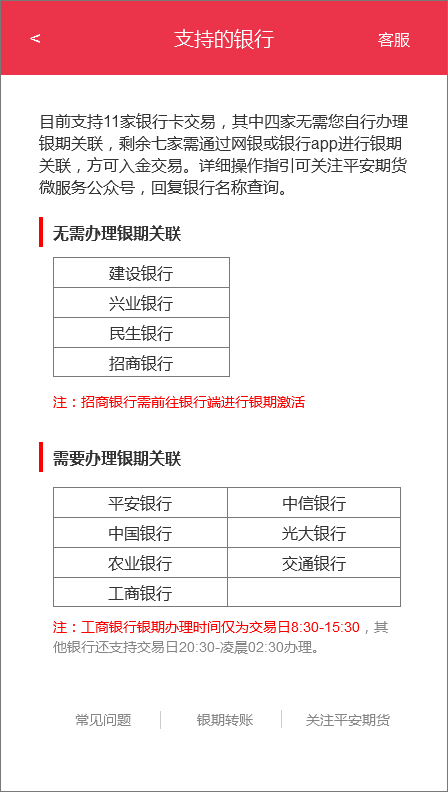 <
支持的银行
客服
目前支持11家银行卡交易，其中四家无需您自行办理
银期关联，剩余七家需通过网银或银行app进行银期
关联，方可入金交易。详细操作指引可关注平安期货
微服务公众号，回复银行名称查询。
无需办理银期关联
建设银行
兴业银行
民生银行
招商银行
注：招商银行需前往银行端进行银期激活
需要办理银期关联
平安银行 中信银行
中国银行 光大银行
农业银行 交通银行
工商银行
注：工商银行银期办理时间仅为交易日8:30-15:30，其
他银行还支持交易日20:30-凌晨02:30办理。
常见问题 银期转账 关注平安期货